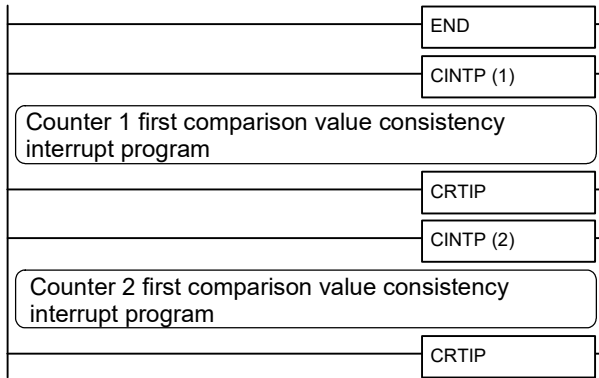 END
CINTP (1)
Counter 1 first comparison value consistency
interrupt program
CRTIP
CINTP (2)
Counter 2 first comparison value consistency
interrupt program
CRTIP